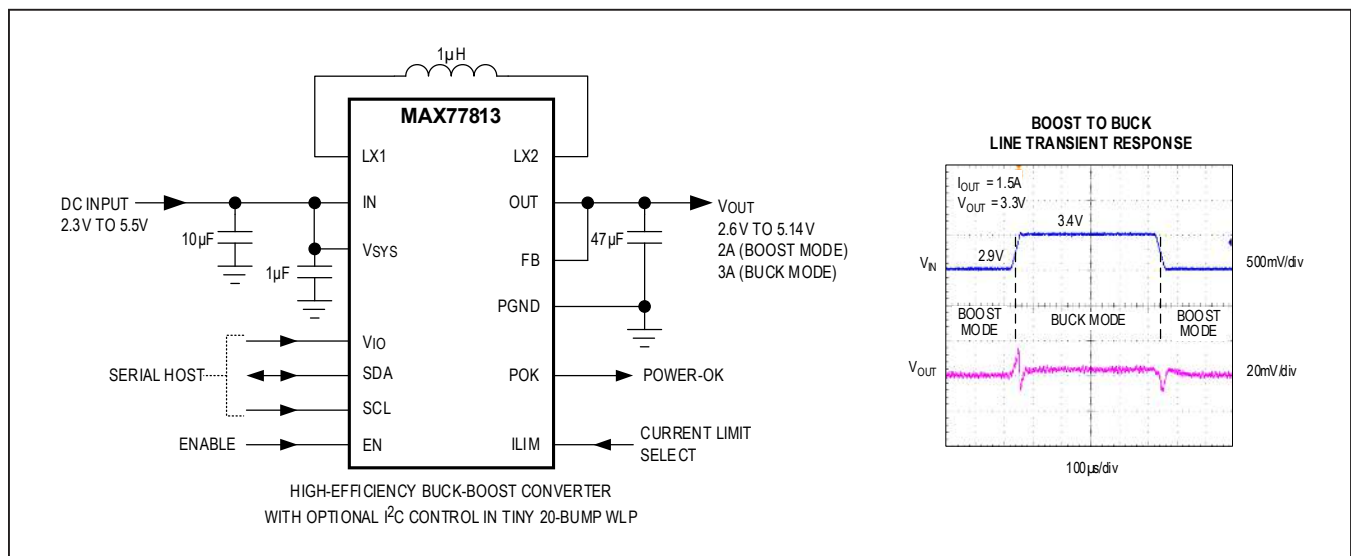 1µH
MAX77813
LX1
LX2
DC INPUT
2.3V TO 5.5V
IN
OUT
VOUT
2.6V TO 5.14V
2A (BOOST MODE)
3A (BUCK MODE)
10µF
VSYS
47µF
1µF
FB
PGND
VIO
SERIAL HOST
SDA
POK
POWER-OK
SCL
ENABLE
EN
ILIM
CURRENT LIMIT
SELECT
HIGH-EFFICIENCY BUCK-BOOST CONVERTER
WITH OPTIONAL I2C CONTROL IN TINY 20-BUMP WLP
BOOST TO BUCK
LINE TRANSIENT RESPONSE
IOUT = 1.5A
VOUT = 3.3V
3.4V
VIN
2.9V
500mV/div
BOOST
MODE
BUCK MODE
BOOST
MODE
VOUT
20mV/div
100µs/div